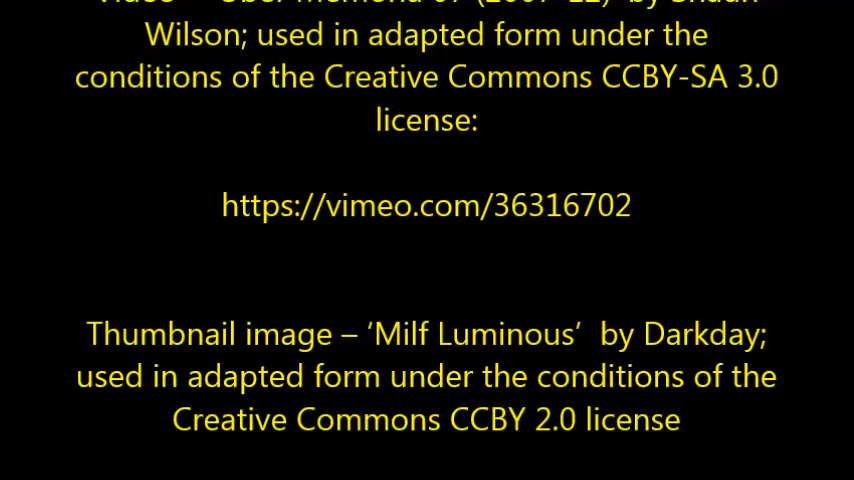 Wilson; used in adapted form under the
conditions of the Creative Commons CCBY-SA 3.0
license:
https://vimeo.com/36316702
Thumbnail image – ‘Milf Luminous’  by Darkday;
used in adapted form under the conditions of the
Creative Commons CCBY 2.0 license